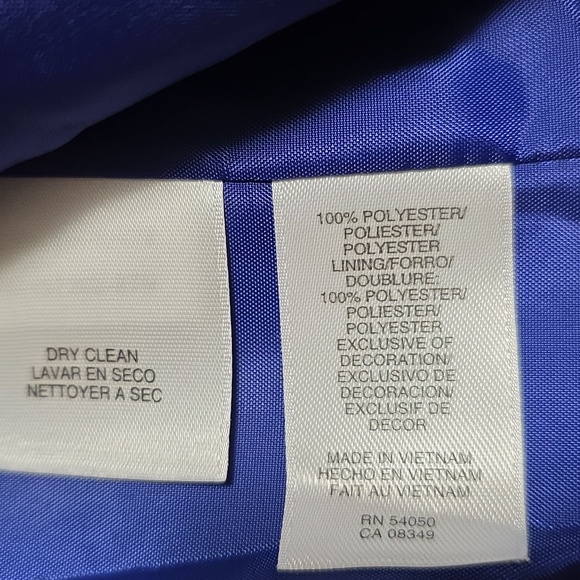 DRY CLEAN
LAVAR EN SECO
NETTOYER A SEC
100% POLYESTER/
POLIESTER/
POLYESTER
LINING/FORRO/
DOUBLURE:
100% POLYESTER/
POLIESTER/
POLYESTER
EXCLUSIVE OF
DECORATION/
EXCLUSIVO DE
DECORACION/
EXCLUSIF DE
DECOR
MADE IN VIETNAM
HECHO EN VIETNAM
FAIT AU VIETNAM
RN 54050
CA 08349